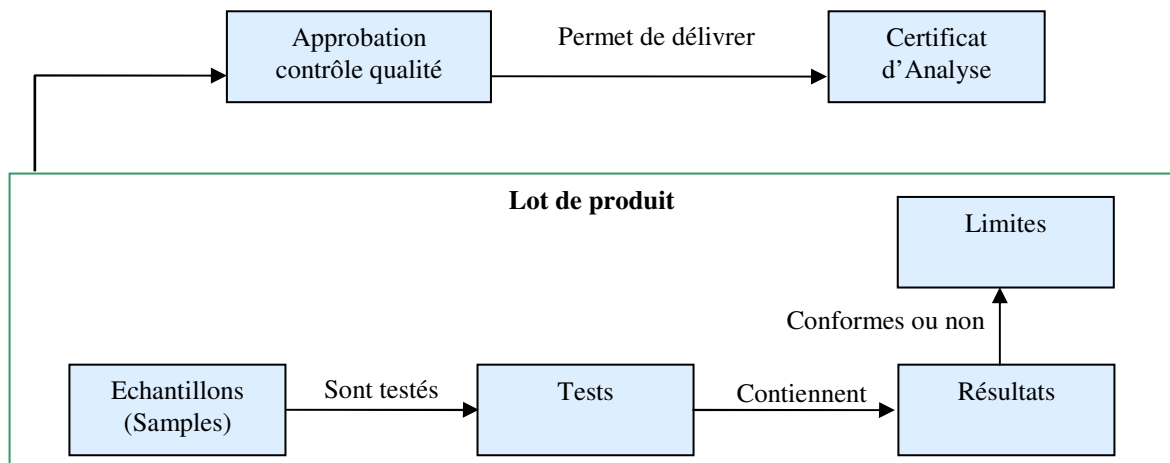 Approbation
contrôle qualité
Permet de délivrer
Certificat
d’Analyse
Lot de produit
Limites
Conformes ou non
Echantillons
(Samples)
Sont testés
Tests
Contiennent
Résultats